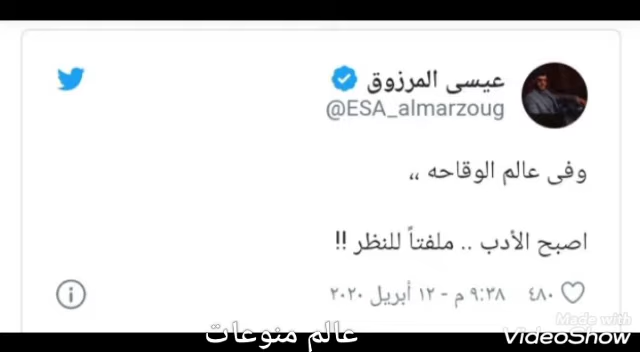 عيسى المرزوق
@ESA_almarzoug
وفى عالم الوقاحه ،،
اصبح الأدب .. ملفتاً للنظر !!
٤٨٠ ٩:٣٨ م - ١٢ أبريل ٢٠٢٠
Made with
VideoShow
عالم منوعات